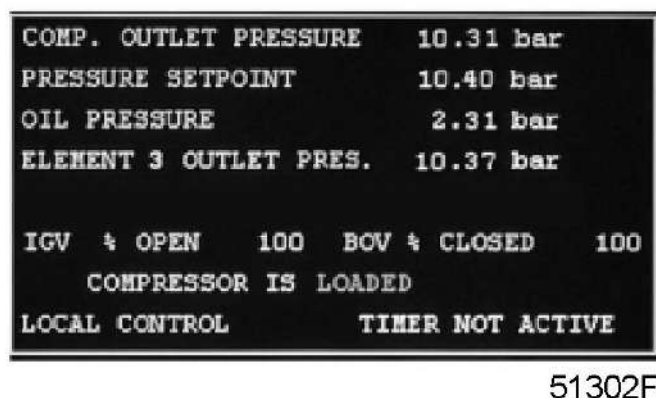 COMP. OUTLET PRESSURE 10.31 bar
PRESSURE SETPOINT 10.40 bar
OIL PRESSURE 2.31 bar
ELEMENT 3 OUTLET PRES. 10.37 bar
IGV % OPEN 100 BOV % CLOSED 100
COMPRESSOR IS LOADED
LOCAL CONTROL TIMER NOT ACTIVE
51302F